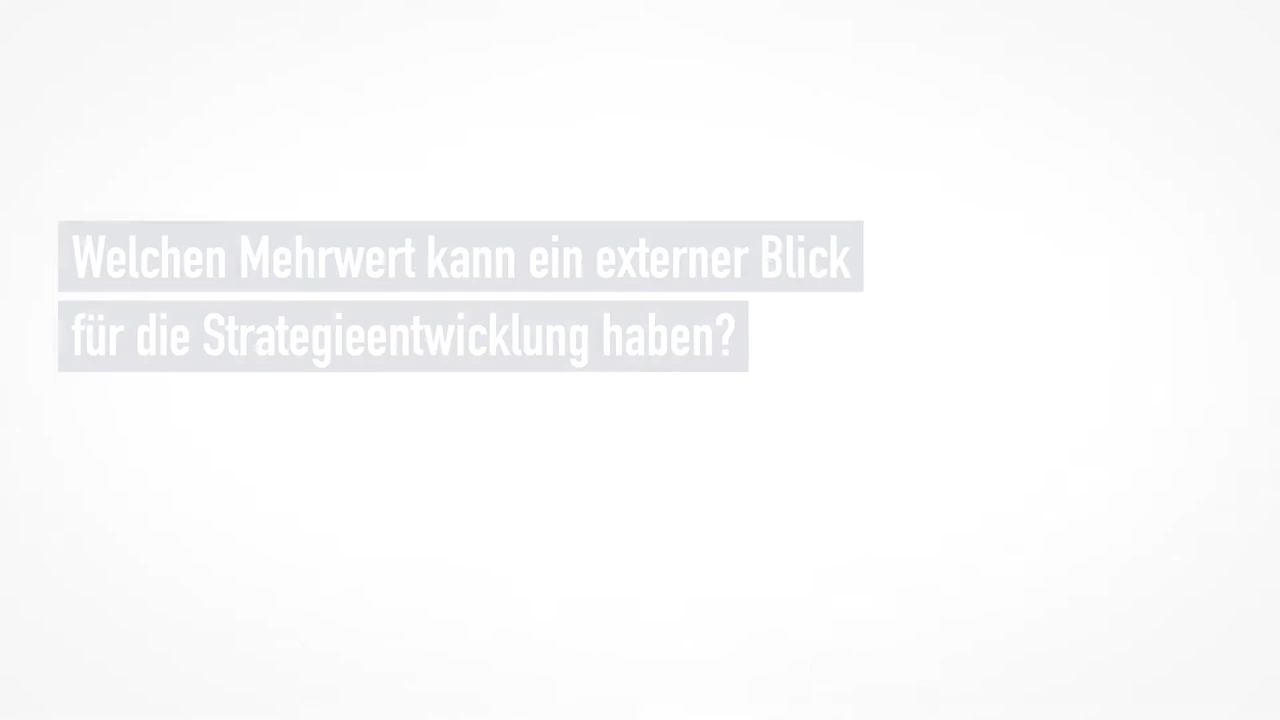 Welchen Mehrwert kann ein externer Blick
für die Strategieentwicklung haben?